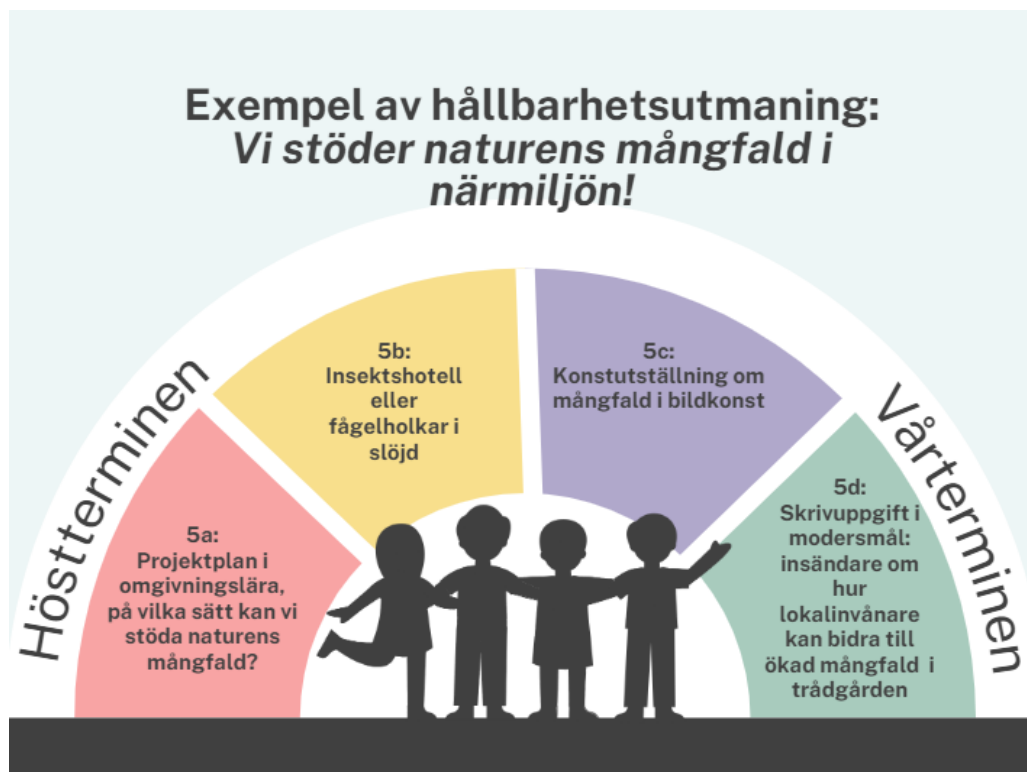 Exempel av hållbarhetsutmaning:
Vi stöder naturens mångfald i
närmiljön!
Höstterminen
5a:
Projektplan i
omgivningslära,
på vilka sätt kan vi
stöda naturens
mångfald?
5b:
Insektshotell
eller
fågelholkar i
slöjd
5c:
Konstutställning om
mångfald i bildkonst
Vårterminen
5d:
Skrivuppgift i
modersmål:
insändare om
hur
lokalinvånare
kan bidra till
ökad mångfald i
trådgården